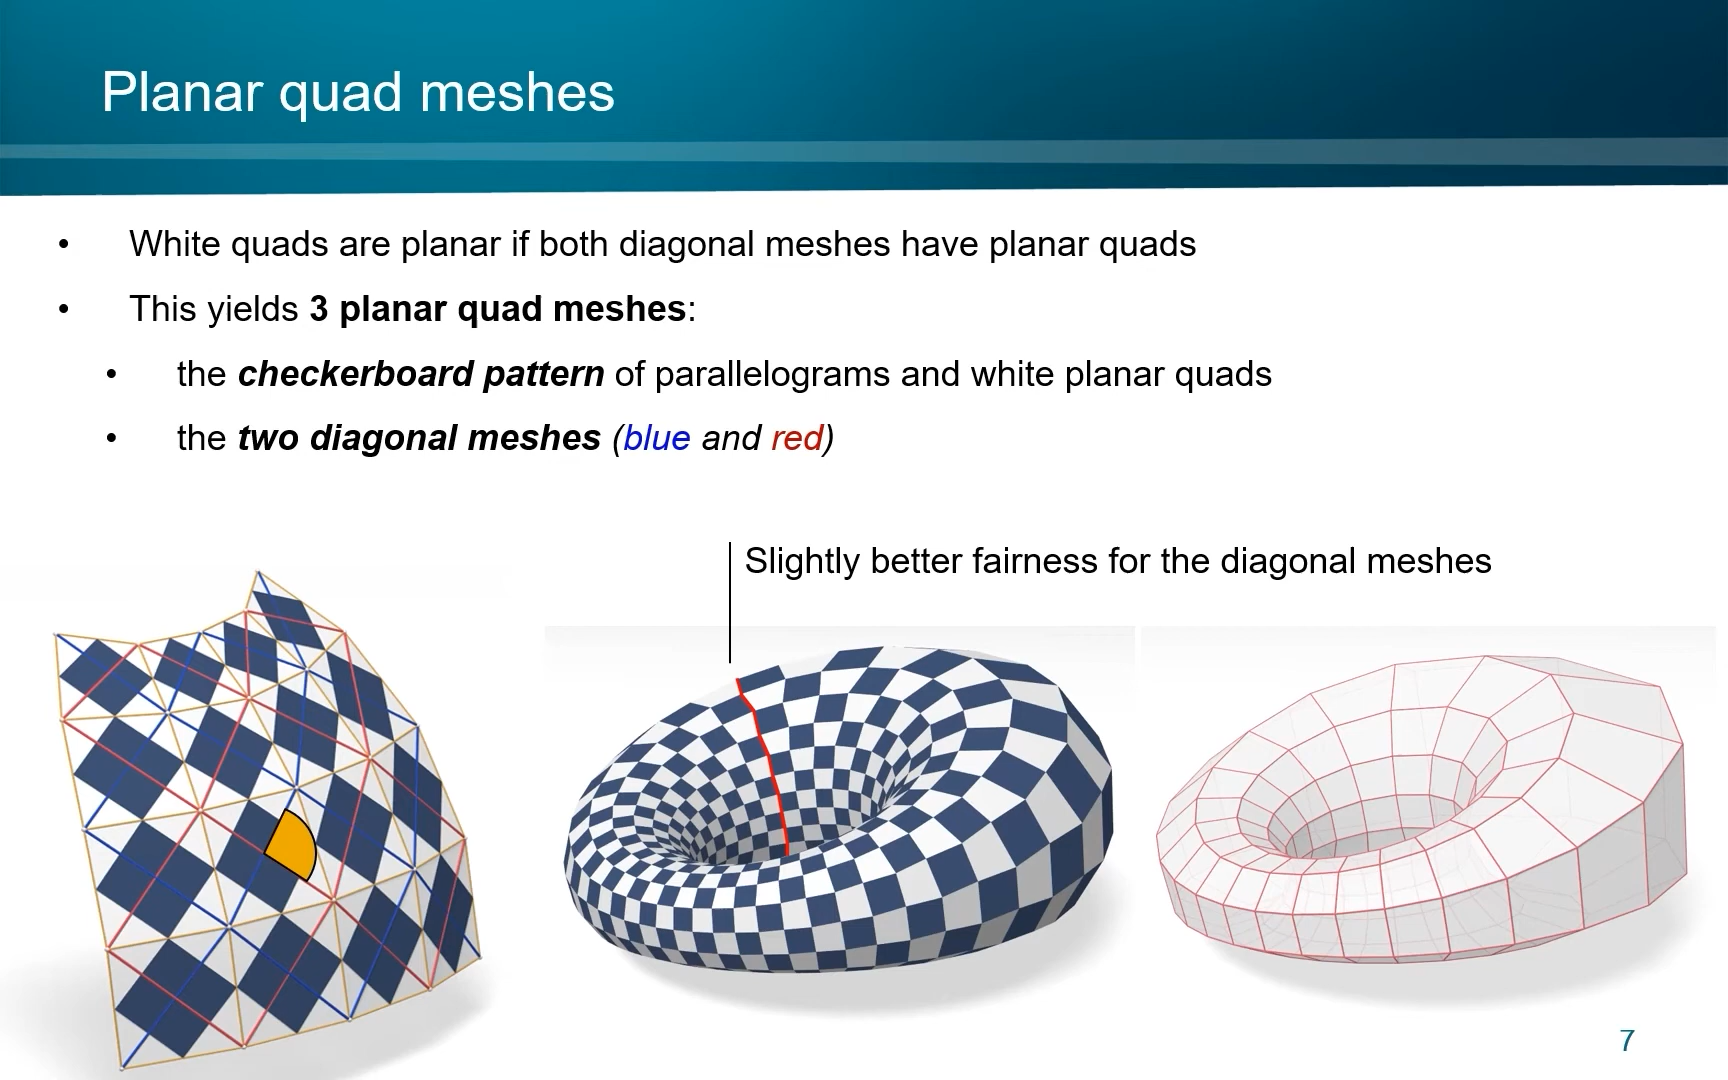 Planar quad meshes
• White quads are planar if both diagonal meshes have planar quads
• This yields 3 planar quad meshes:
• the checkerboard pattern of parallelograms and white planar quads
• the two diagonal meshes (blue and red)
Slightly better fairness for the diagonal meshes
7